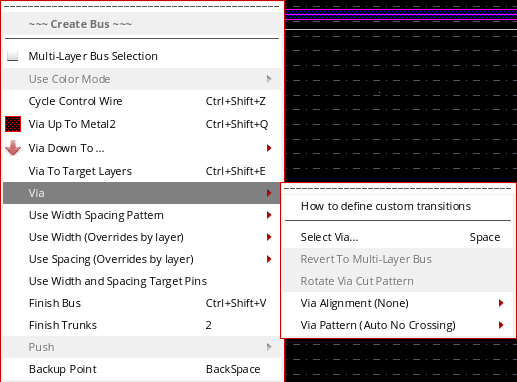 ~~~ Create Bus ~~~
Multi-Layer Bus Selection
Use Color Mode
Cycle Control Wire Ctrl+Shift+Z
Via Up To Metal2 Ctrl+Shift+Q
Via Down To ...
Via To Target Layers Ctrl+Shift+E
Via
Use Width Spacing Pattern
Use Width (Overrides by layer)
Use Spacing (Overrides by layer)
Use Width and Spacing Target Pins
Finish Bus Ctrl+Shift+V
Finish Trunks 2
Push
Backup Point BackSpace
How to define custom transitions
Select Via... Space
Revert To Multi-Layer Bus
Rotate Via Cut Pattern
Via Alignment (None)
Via Pattern (Auto No Crossing)